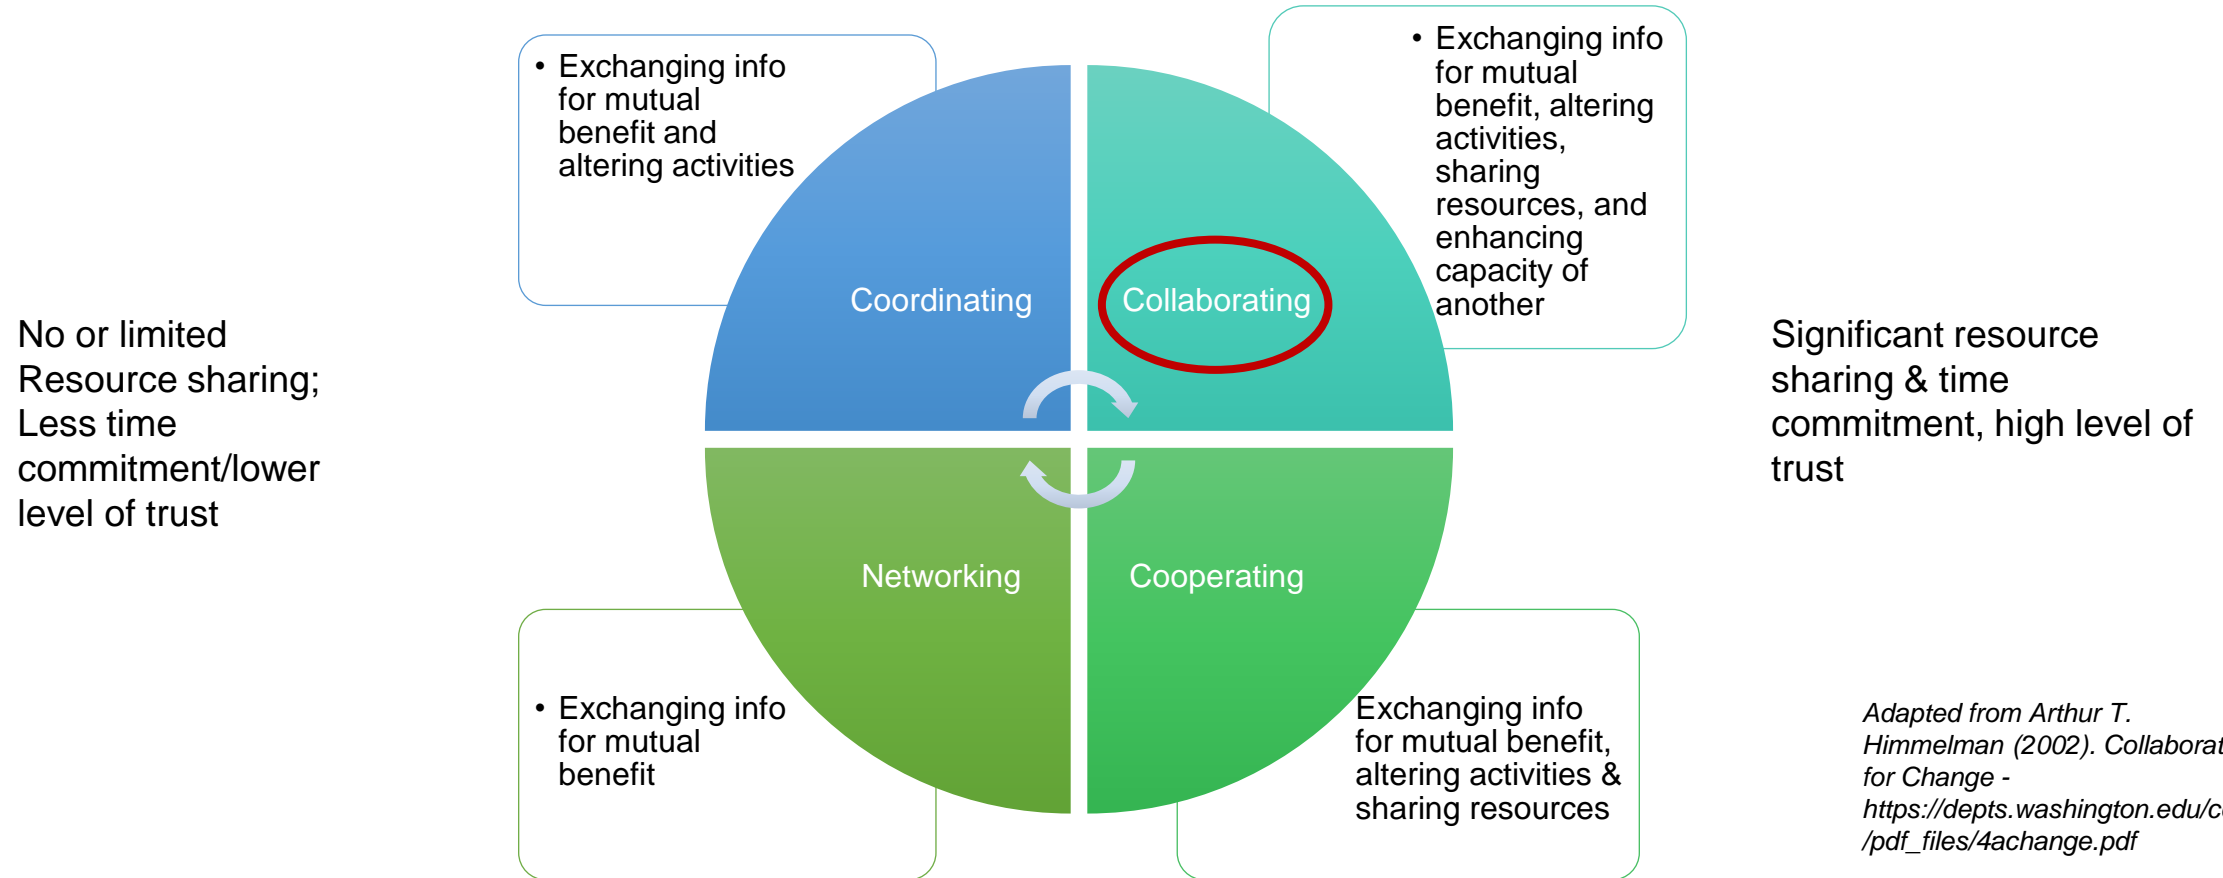 • Exchanging info
for mutual
benefit and
altering activities
• Exchanging info
for mutual
benefit, altering
activities,
sharing
resources, and
enhancing
capacity of
another
Coordinating
Collaborating
No or limited
Resource sharing;
Less time
commitment/lower
level of trust
Significant resource
sharing & time
commitment, high level of
trust
Networking
Cooperating
• Exchanging info
for mutual
benefit
Exchanging info
for mutual benefit,
altering activities &
sharing resources
Adapted from Arthur T.
Himmelman (2002). Collaborat
for Change -
https://depts.washington.edu/c
/pdf_files/4achange.pdf